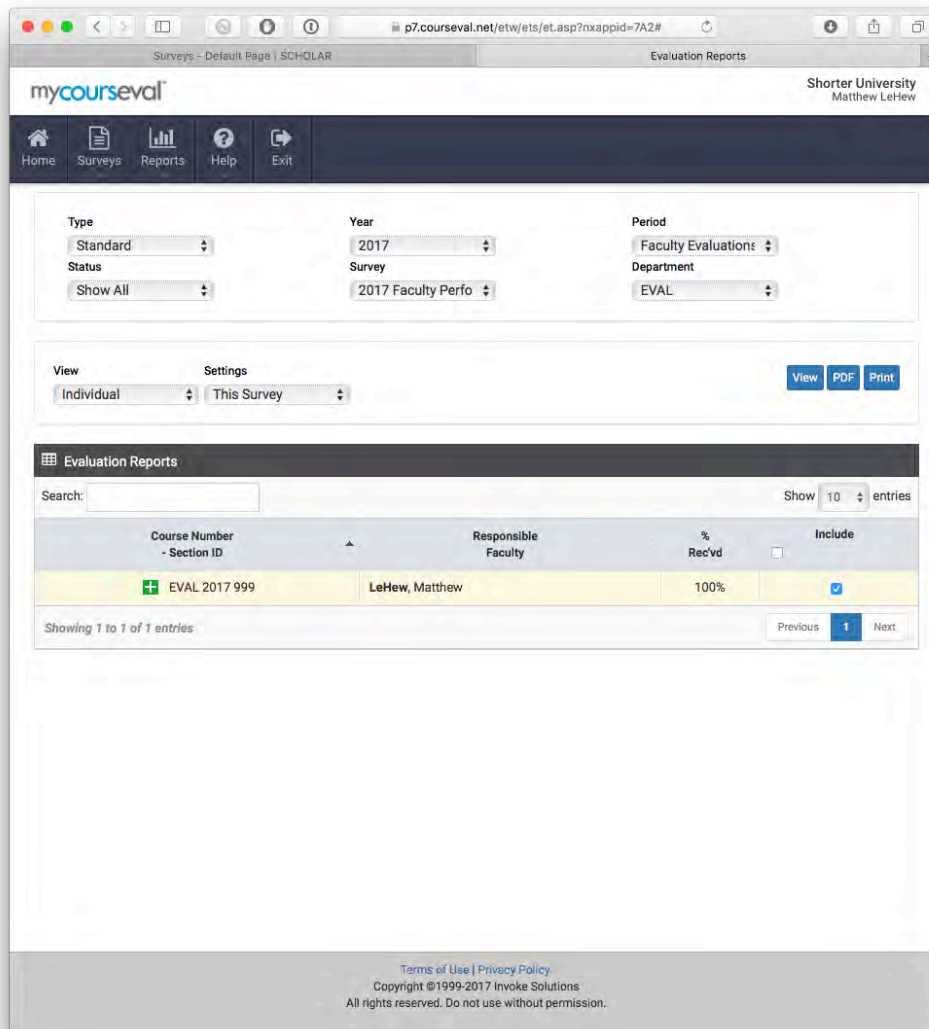 p7.courseval.net/etw/ets/et.asp?nxappid=7A2#
Surveys - Default Page | SCHOLAR
Evaluation Reports
mycourseval
Shorter University
Matthew LeHew
Home Surveys Reports Help Exit
Type Year Period
Standard 2017 Faculty Evaluations
Status Survey Department
Show All 2017 Faculty Perfo EVAL
View Settings
Individual This Survey
View PDF Print
Evaluation Reports
Search: Show 10 entries
Course Number
- Section ID
Responsible
Faculty
%
Rec'vd
Include
EVAL 2017 999 LeHew, Matthew 100%
Showing 1 to 1 of 1 entries
Previous 1 Next
Terms of Use | Privacy Policy
Copyright ©1999-2017 Invoke Solutions
All rights reserved. Do not use without permission.